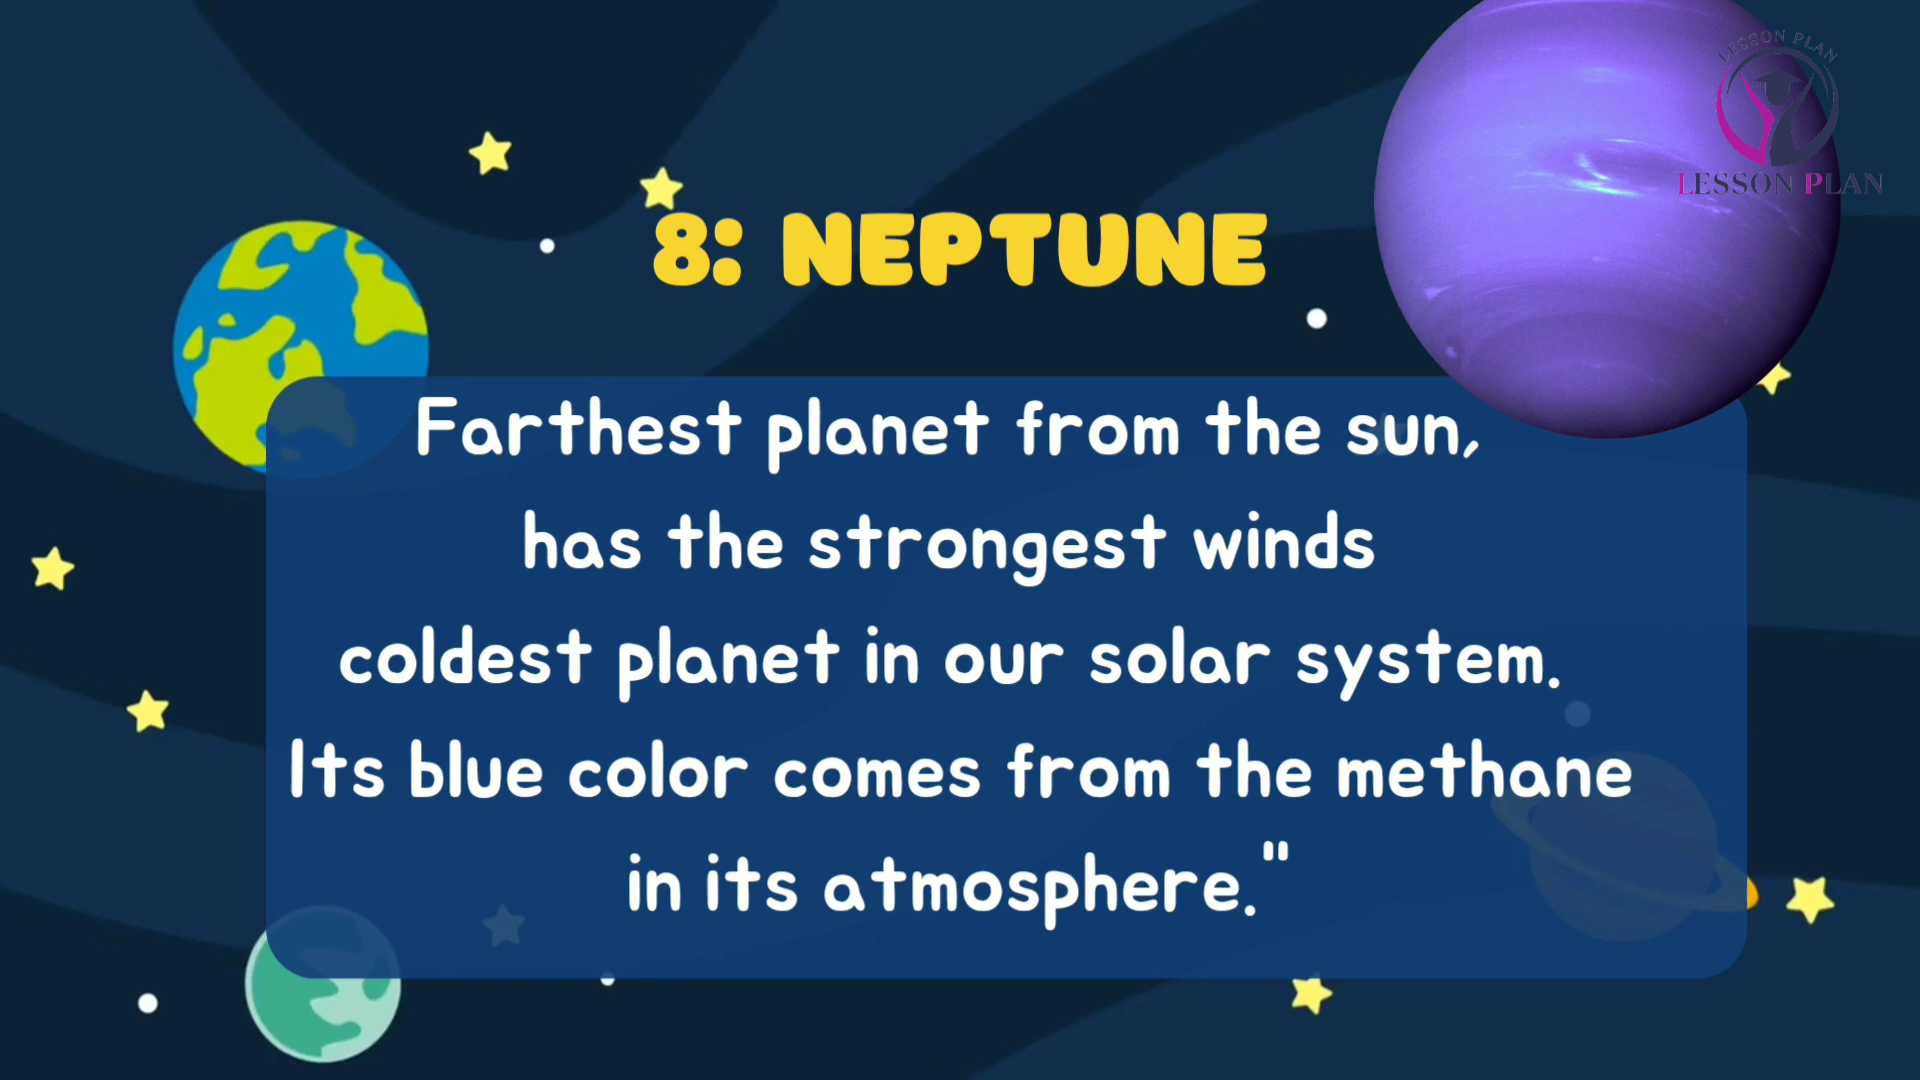 LESSON PLAN
LESSON PLAN
8: NEPTUNE
Farthest planet from the sun,
has the strongest winds
coldest planet in our solar system.
Its blue color comes from the methane
in its atmosphere."